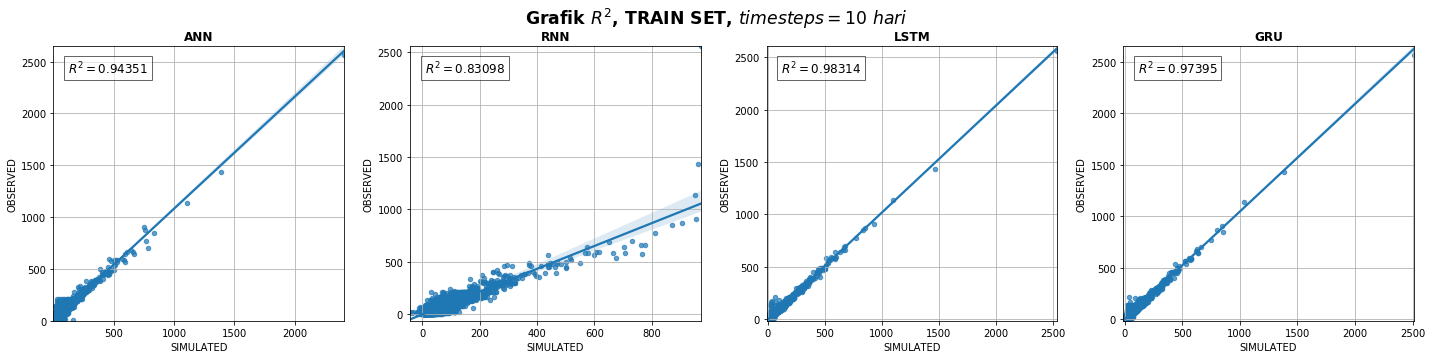 Grafik R², TRAIN SET, timesteps = 10 hari
ANN
R² = 0.94351
OBSERVED
2500
2000
1500
1000
500
0
500
1000
1500
2000
SIMULATED
RNN
R² = 0.83098
OBSERVED
2500
2000
1500
1000
500
0
0
200
400
600
800
SIMULATED
LSTM
R² = 0.98314
OBSERVED
2500
2000
1500
1000
500
0
0
500
1000
1500
2000
2500
SIMULATED
GRU
R² = 0.97395
OBSERVED
2500
2000
1500
1000
500
0
0
500
1000
1500
2000
2500
SIMULATED